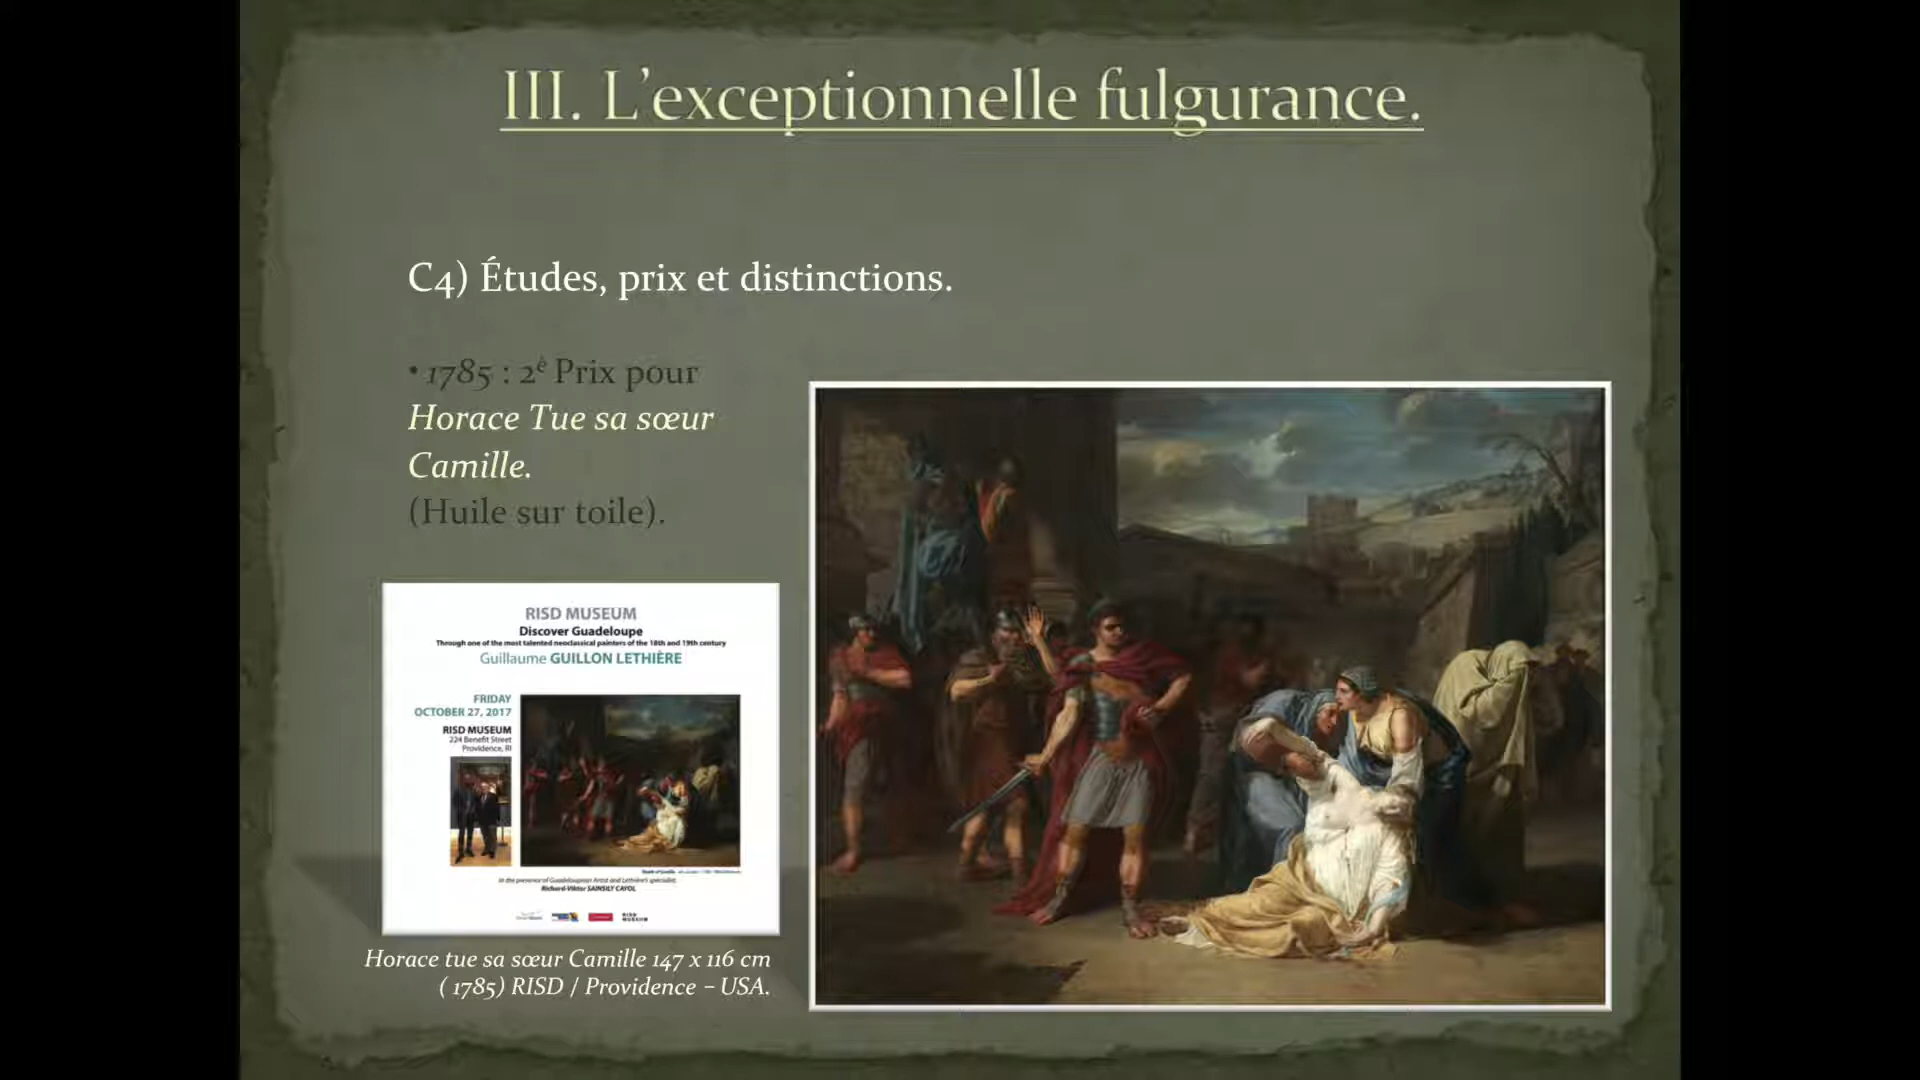 III. L'exceptionnelle fulgurance.
C4) Études, prix et distinctions.
• 1785 : 2è Prix pour
Horace Tue sa sœur
Camille.
(Huile sur toile).
RISD MUSEUM
Discover Guadeloupe
Through one of the most talented neoclassical painters of the 18th and 19th century
Guillaume GUILLON LETHIÈRE
FRIDAY
OCTOBER 27, 2017
RISD MUSEUM
224 Benefit Street
Providence, RI
In the presence of Guadeloupean Artist and Lethière's specialist,
Richard-Viktor SAINSILY CAYOL
RISD
MUSEUM
Horace tue sa sœur Camille 147 x 116 cm
( 1785) RISD / Providence – USA.